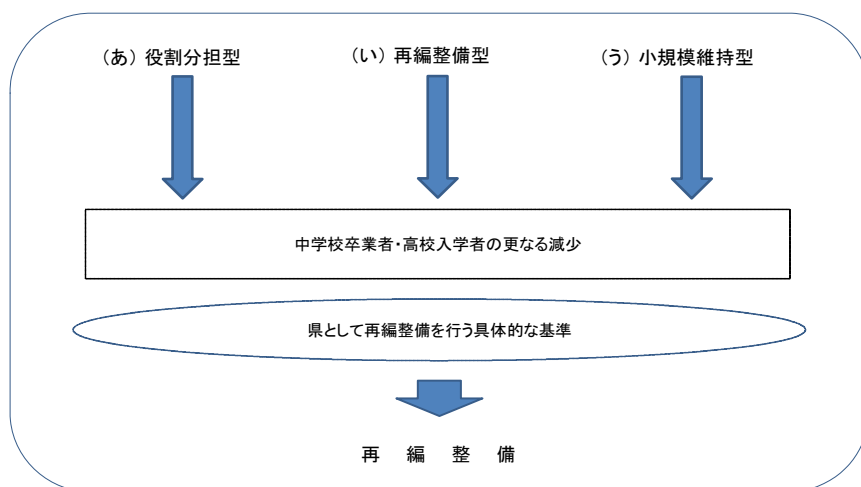 (あ) 役割分担型
(い) 再編整備型
(う) 小規模維持型
中学校卒業者・高校入学者の更なる減少
県として再編整備を行う具体的な基準
再編整備